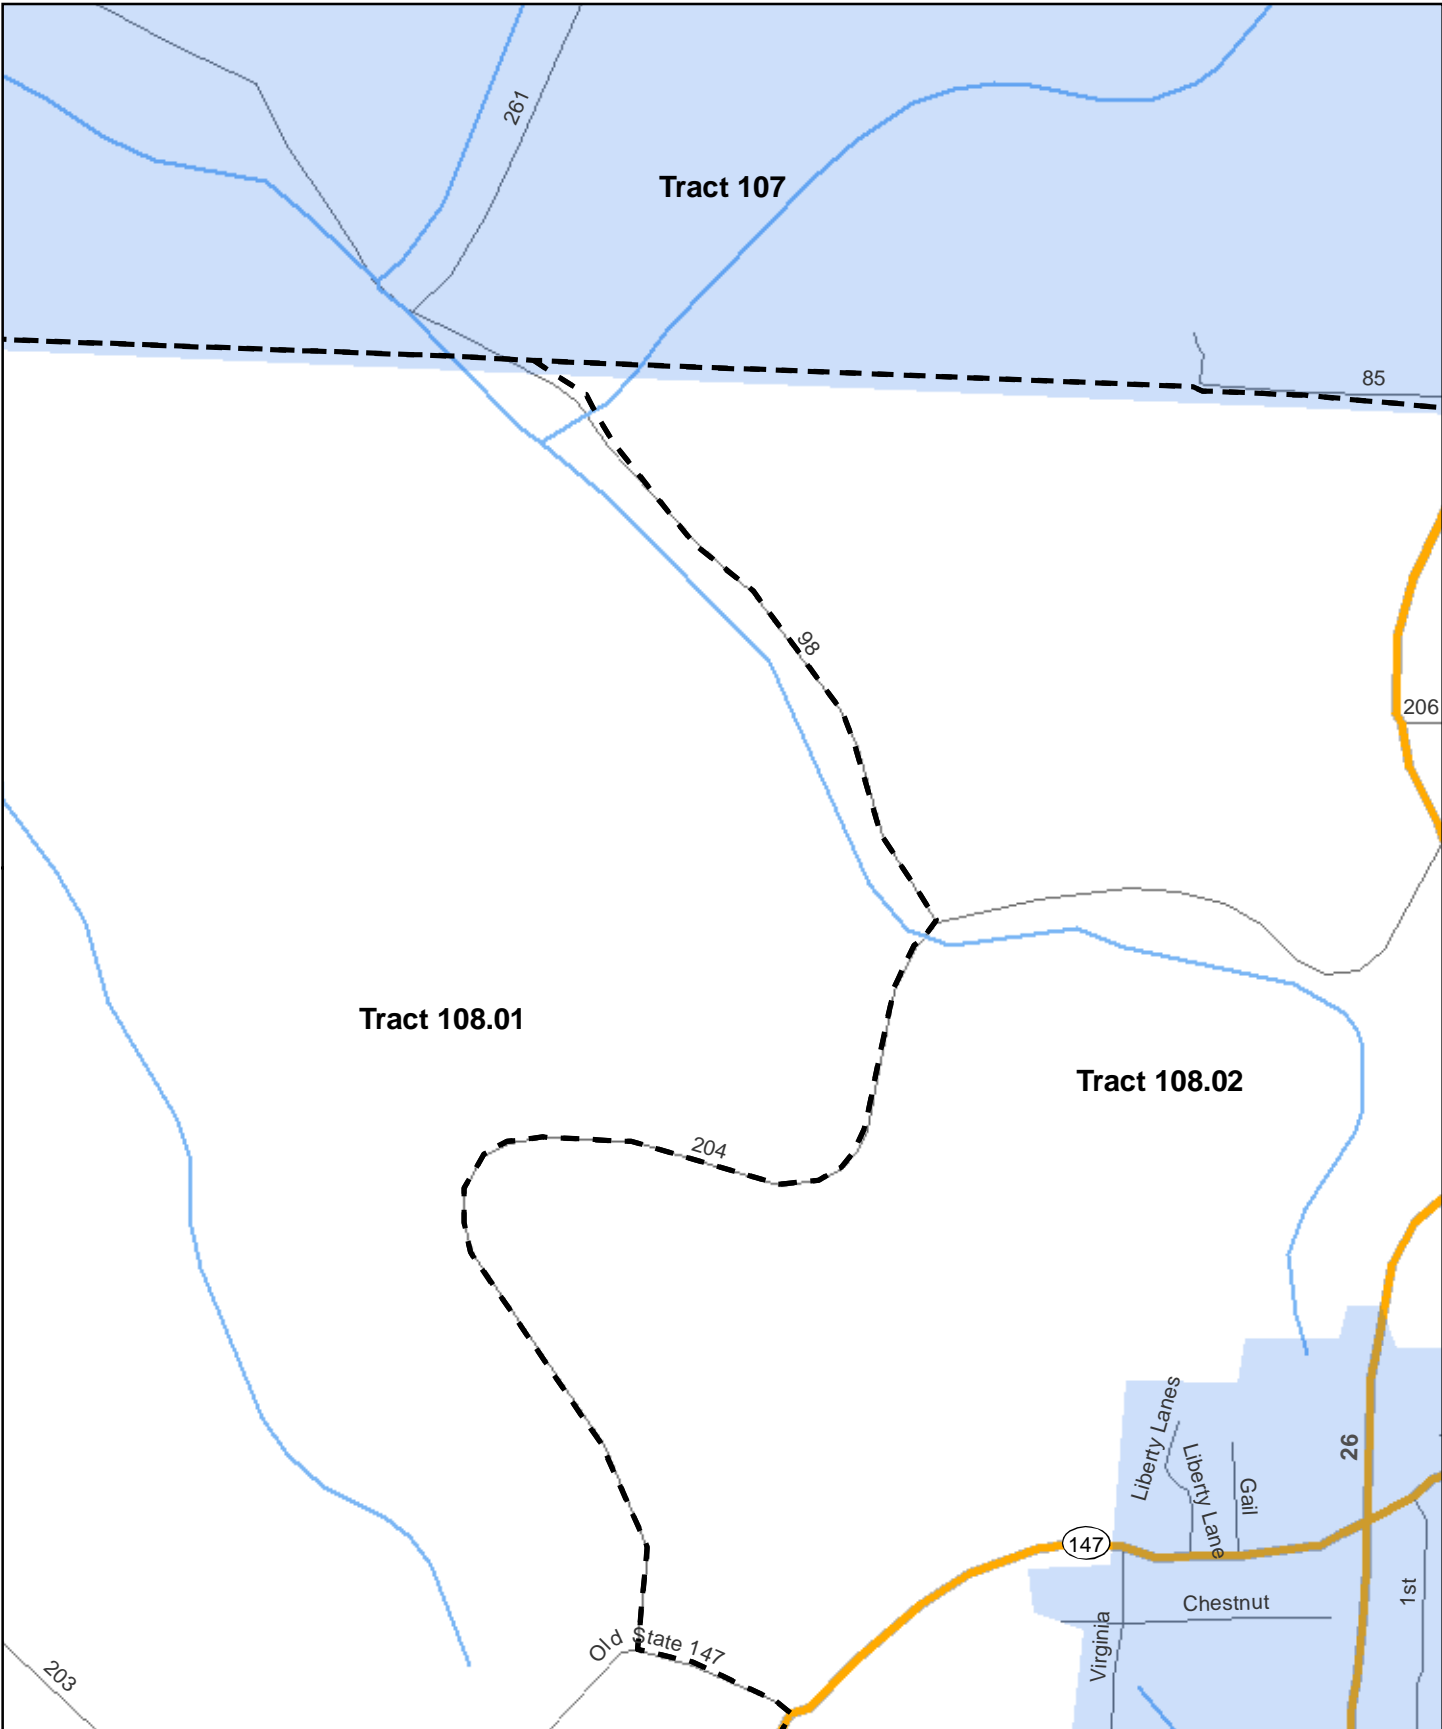 261
Tract 107
85
98
206
Tract 108.01
Tract 108.02
204
Liberty Lanes
Liberty Lane
Gail
26
147
Chestnut
1st
Virginia
Old State 147
203